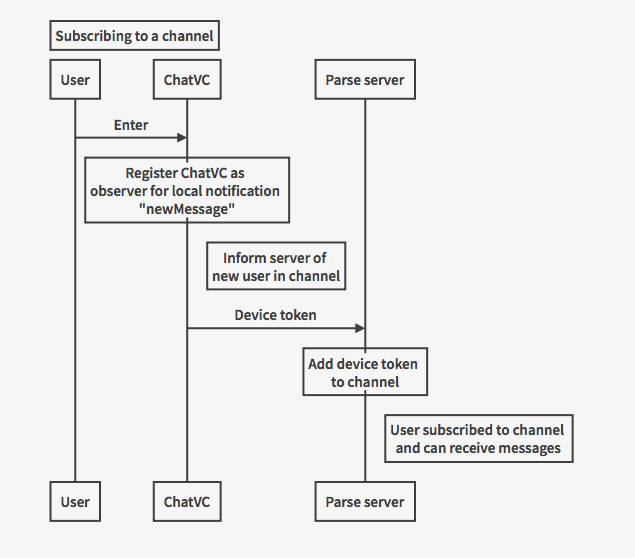 Subscribing to a channel
User
ChatVC
Parse server
Enter
Register ChatVC as
observer for local notification
"newMessage"
Inform server of
new user in channel
Device token
Add device token
to channel
User subscribed to channel
and can receive messages
User
ChatVC
Parse server